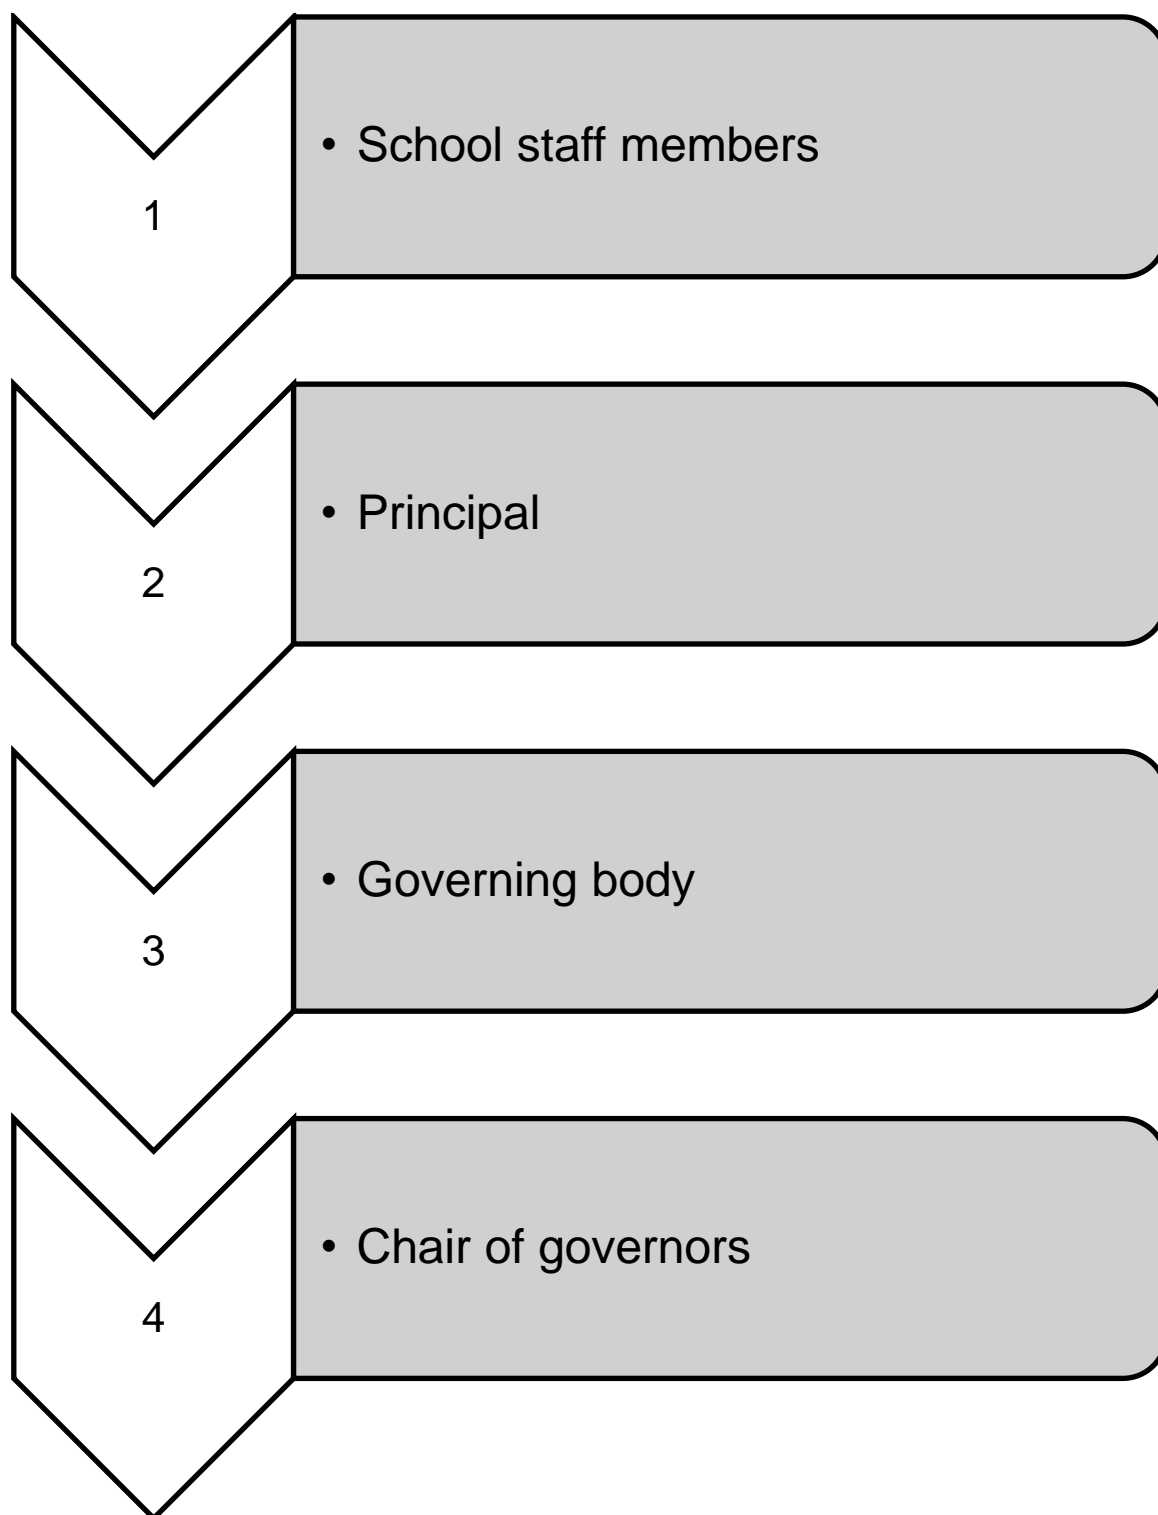 1
• School staff members
2
• Principal
3
• Governing body
4
• Chair of governors